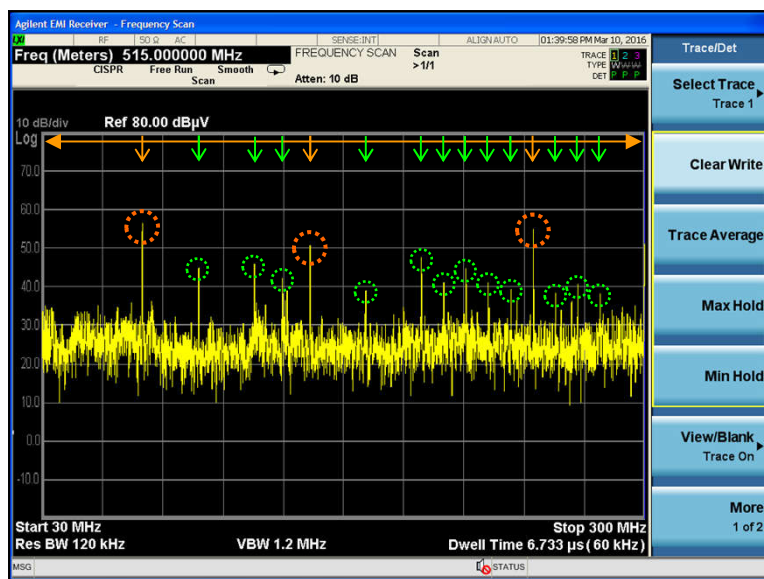 Agilent EMI Receiver - Frequency Scan
LXI RF 50 Ω AC SENSE:INT ALIGN AUTO 01:39:58 PM Mar 10, 2016
Freq (Meters) 515.000000 MHz FREQUENCY SCAN Scan TRACE 1 2 3
CISPR Free Run Smooth >1/1 TYPE W W W
Scan Atten: 10 dB DET P P P
10 dB/div Ref 80.00 dBµV
Log
70.0
60.0
50.0
40.0
30.0
20.0
10.0
0.0
-10.0
Start 30 MHz Stop 300 MHz
Res BW 120 kHz VBW 1.2 MHz Dwell Time 6.733 µs (60 kHz)
MSG STATUS
Trace/Det
Select Trace
Trace 1
Clear Write
Trace Average
Max Hold
Min Hold
View/Blank
Trace On
More
1 of 2